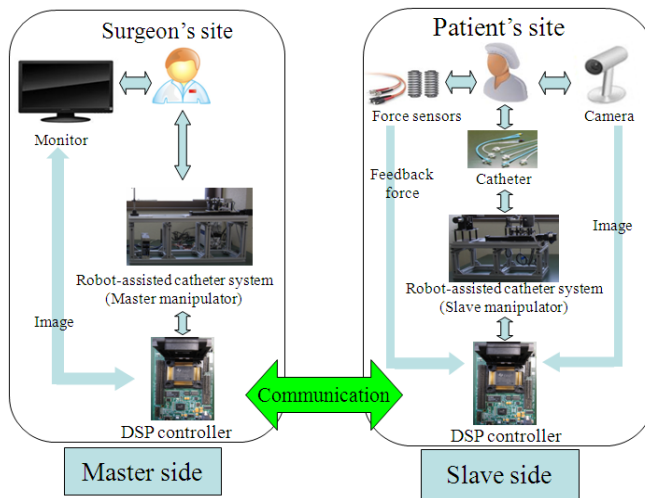 Surgeon's site
Monitor
Robot-assisted catheter system
(Master manipulator)
Image
DSP controller
Master side
Communication
Patient's site
Force sensors
Camera
Feedback
force
Catheter
Image
Robot-assisted catheter system
(Slave manipulator)
DSP controller
Slave side